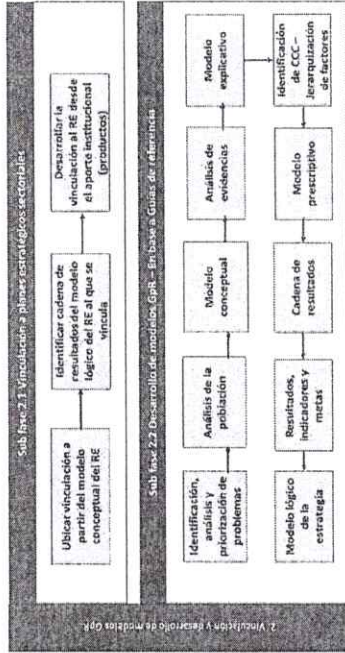 2. Vinculación y desarrollo de modelos GpR.
Sub fase 2.1 Vinculación a planes estratégicos sectoriales
Ubicar vinculación a
partir del modelo
conceptual del RE
Identificar cadena de
resultados del modelo
lógico del RE al que se
vincula
Desarrollar la
vinculación al RE desde
el aporte institucional
(productos)
Sub fase 2.2 Desarrollo de modelos GpR – En base a Guías de referencia
Identificación,
análisis y
priorización de
problemas
Análisis de la
población
Modelo
conceptual
Análisis de
evidencias
Modelo
explicativo
Identificación
de CCC –
Jerarquización
de factores
Modelo
prescriptivo
Cadena de
resultados
Resultados,
indicadores y
metas
Modelo lógico
de la
estrategia